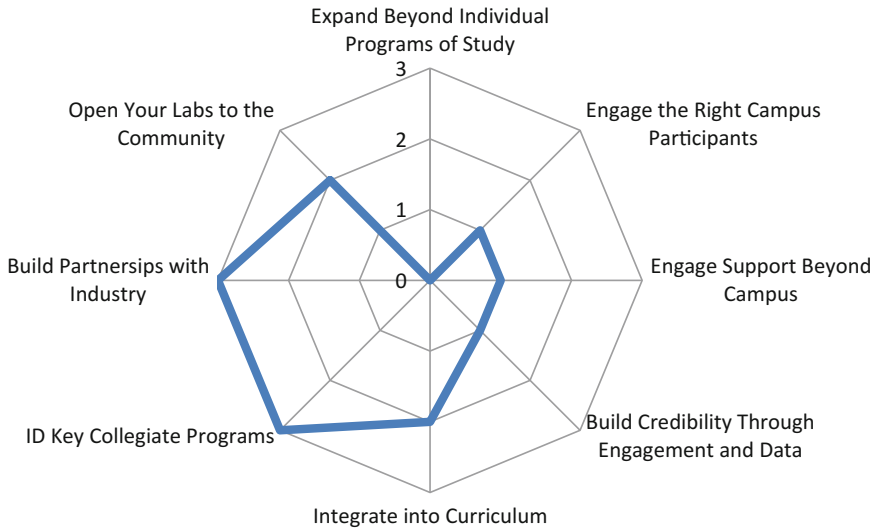 Expand Beyond Individual
Programs of Study
3
2
1
0
Engage the Right Campus
Participants
Engage Support Beyond
Campus
Build Credibility Through
Engagement and Data
Integrate into Curriculum
ID Key Collegiate Programs
Build Partnersips with
Industry
Open Your Labs to the
Community